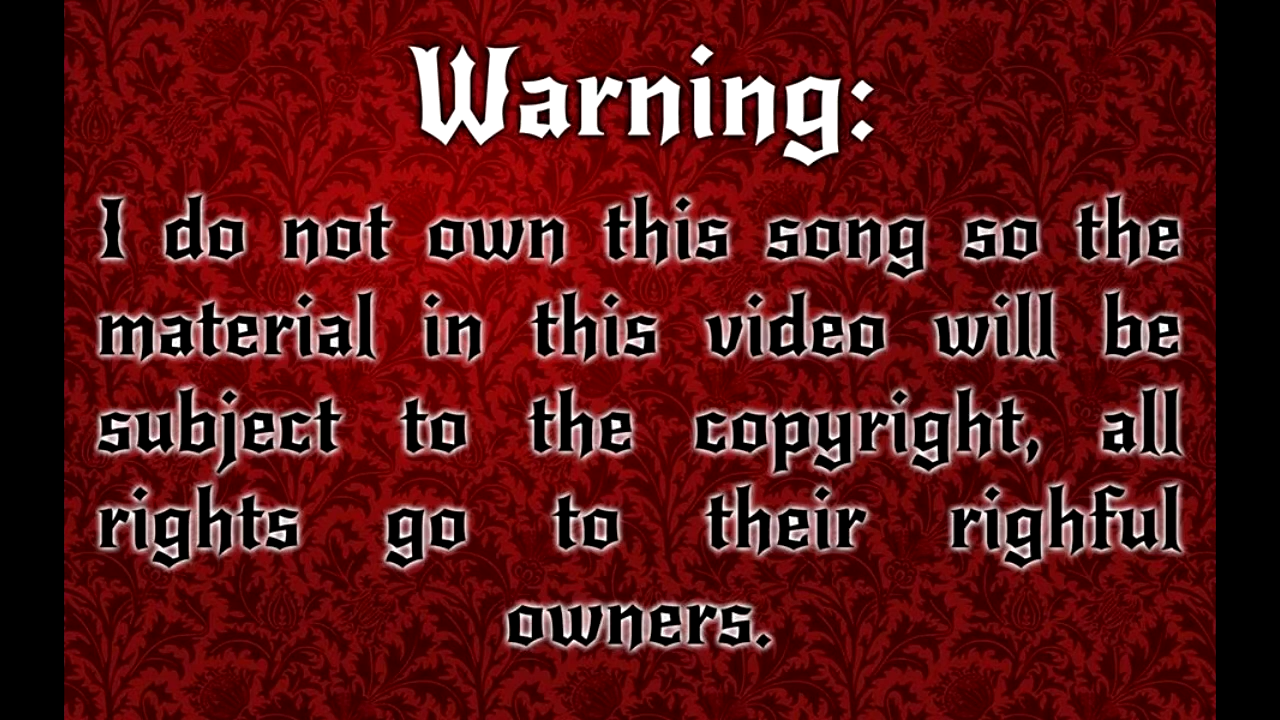 Warning:
I do not own this song so the
material in this video will be
subject to the copyright, all
rights go to their righful
owners.